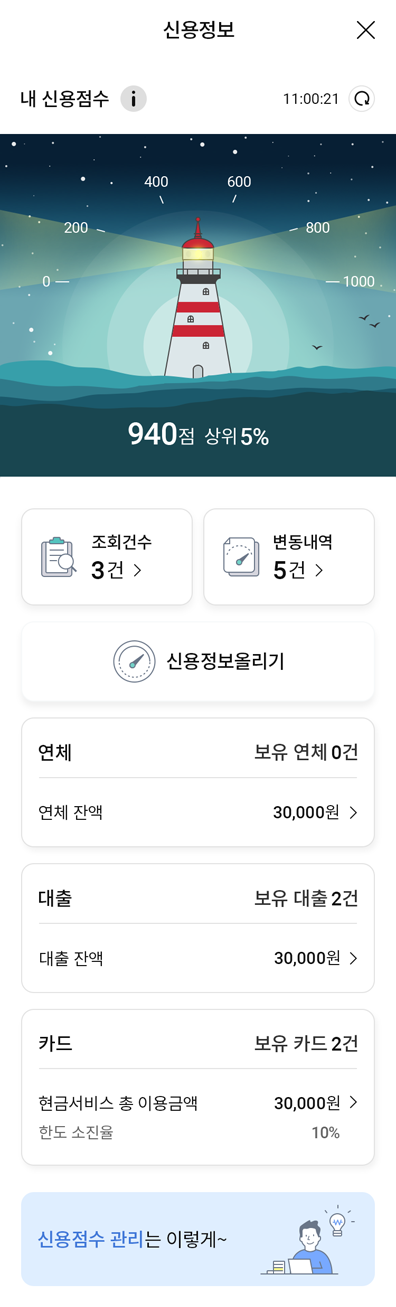 신용정보
내 신용점수 i 11:00:21
400 600
200 800
0 1000
940점 상위 5%
조회건수 변동내역
3건 5건
신용정보올리기
연체 보유 연체 0건
연체 잔액 30,000원
대출 보유 대출 2건
대출 잔액 30,000원
카드 보유 카드 2건
현금서비스 총 이용금액 30,000원
한도 소진율 10%
신용점수 관리는 이렇게~